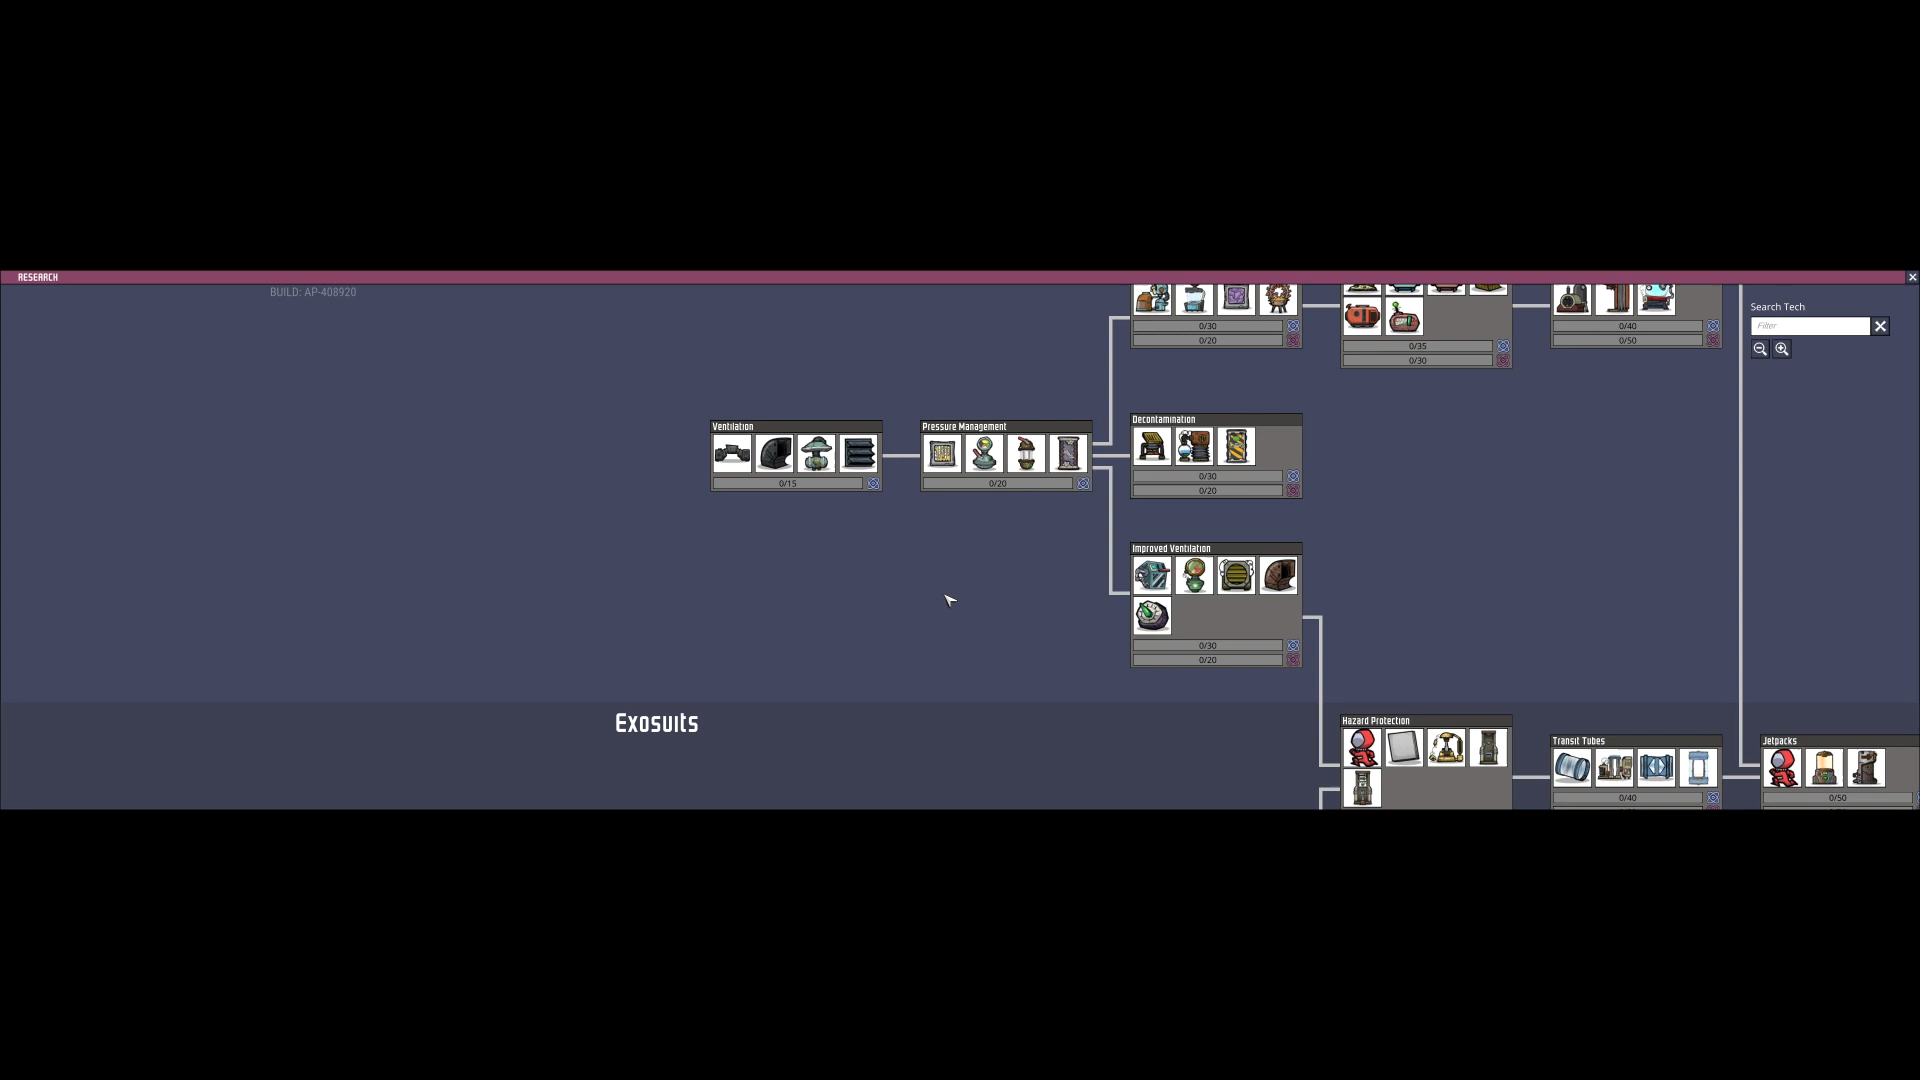 RESEARCH
BUILD: AP-408920
Search Tech
Filter
0/30
0/20
0/35
0/30
0/40
0/50
Ventilation
0/15
Pressure Management
0/20
Decontamination
0/30
0/20
Improved Ventilation
0/30
0/20
Exosuits
Hazard Protection
Transit Tubes
0/40
Jetpacks
0/50